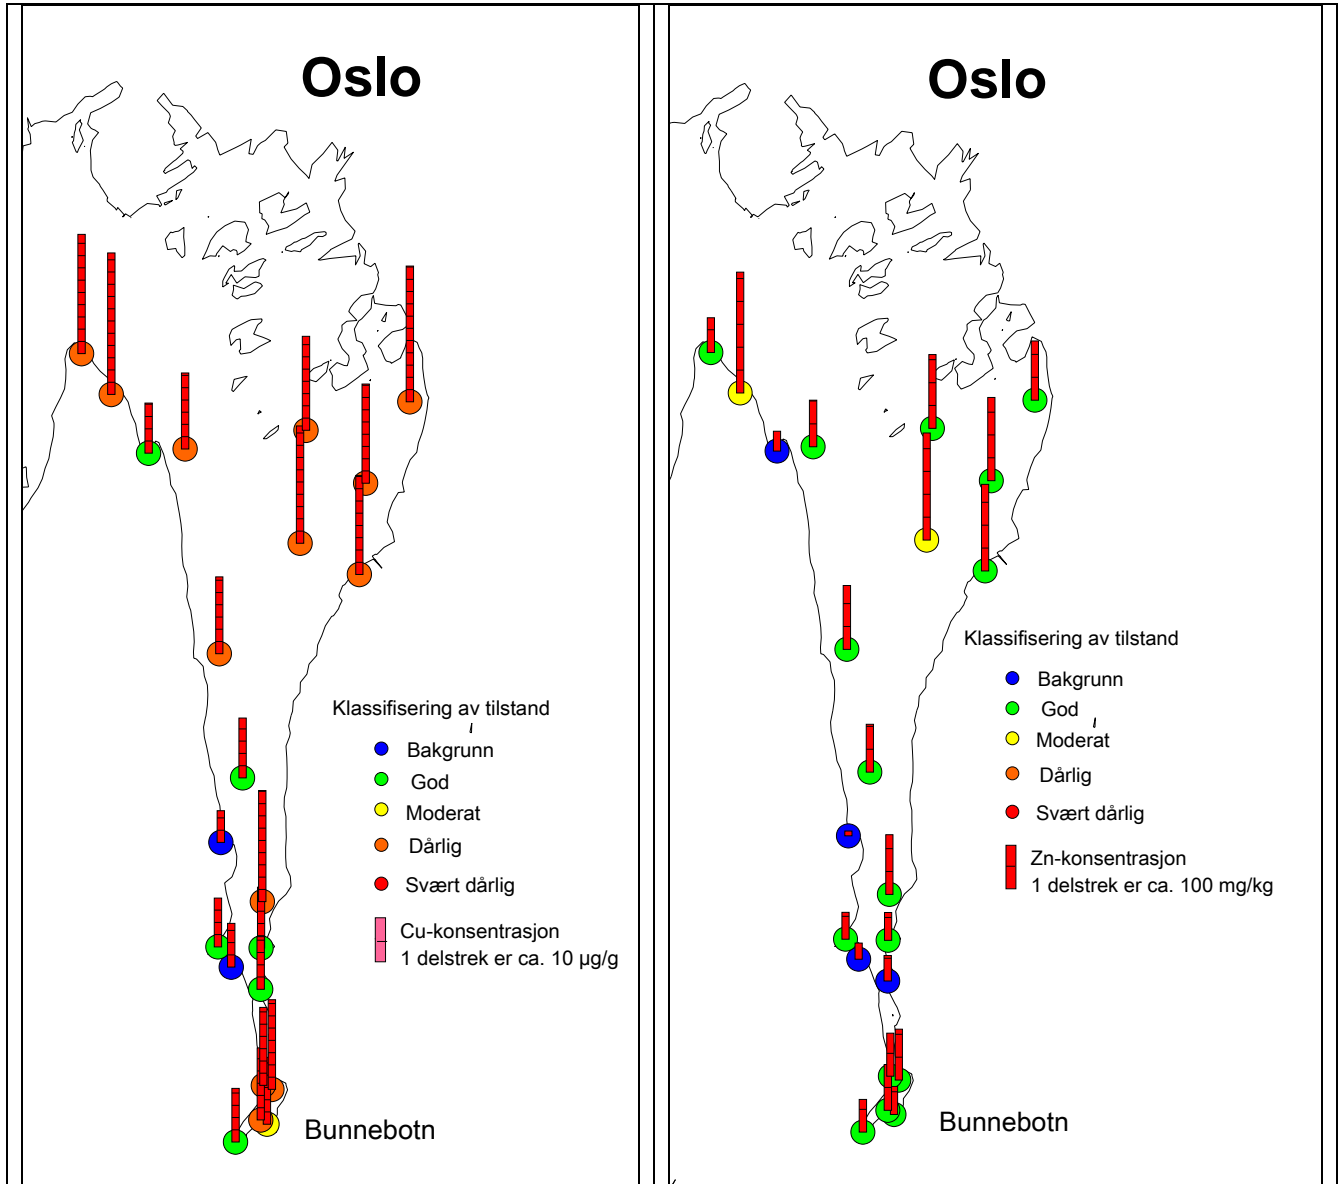 Oslo
Klassifisering av tilstand
Bakgrunn
God
Moderat
Dårlig
Svært dårlig
Cu-konsentrasjon
1 delstrek er ca. 10 µg/g
Bunnebotn
Oslo
Klassifisering av tilstand
Bakgrunn
God
Moderat
Dårlig
Svært dårlig
Zn-konsentrasjon
1 delstrek er ca. 100 mg/kg
Bunnebotn